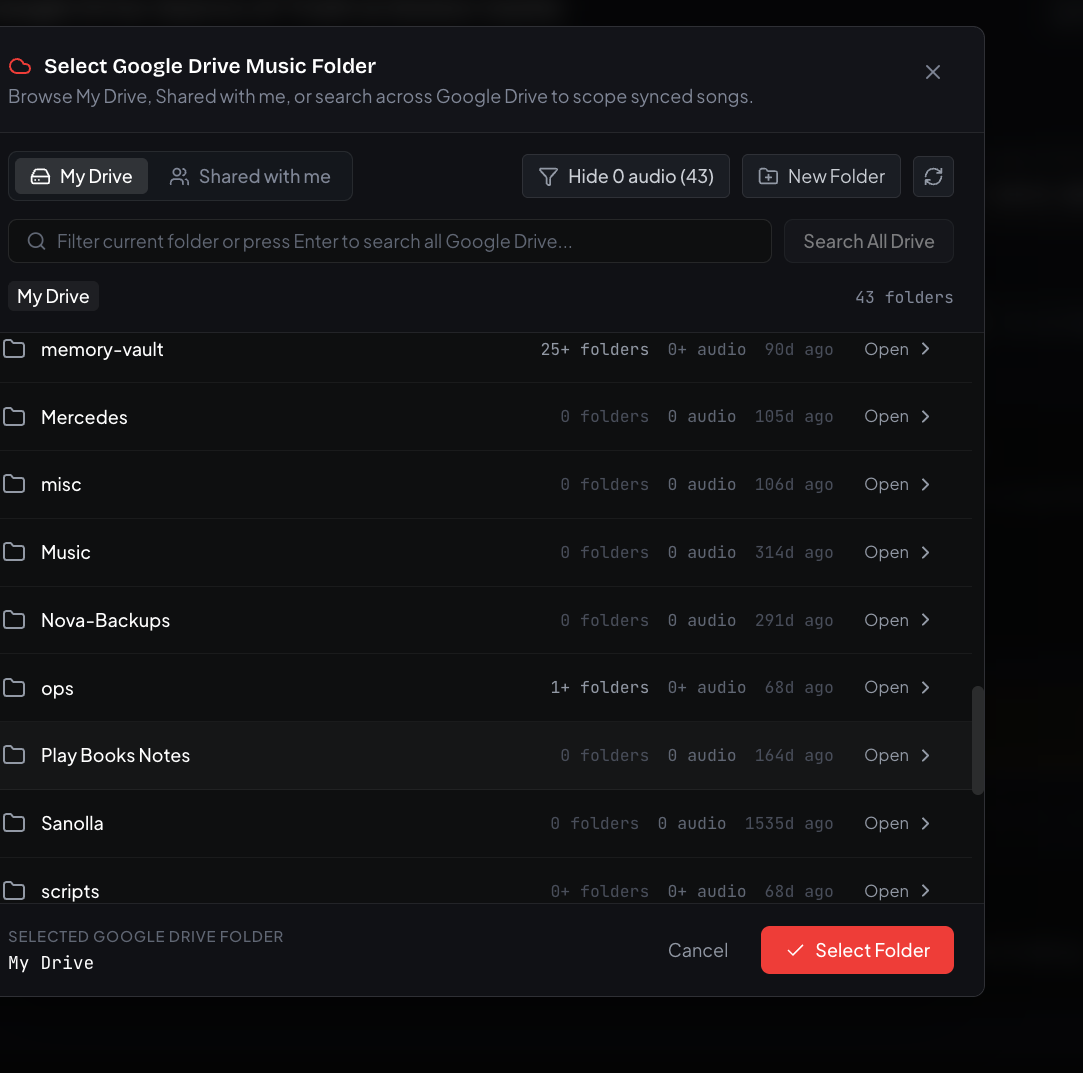 Select Google Drive Music Folder
Browse My Drive, Shared with me, or search across Google Drive to scope synced songs.
My Drive Shared with me Hide 0 audio (43) New Folder
Filter current folder or press Enter to search all Google Drive... Search All Drive
My Drive 43 folders
memory-vault 25+ folders 0+ audio 90d ago Open
Mercedes 0 folders 0 audio 105d ago Open
misc 0 folders 0 audio 106d ago Open
Music 0 folders 0 audio 314d ago Open
Nova-Backups 0 folders 0 audio 291d ago Open
ops 1+ folders 0+ audio 68d ago Open
Play Books Notes 0 folders 0 audio 164d ago Open
Sanolla 0 folders 0 audio 1535d ago Open
scripts 0+ folders 0+ audio 68d ago Open
SELECTED GOOGLE DRIVE FOLDER
My Drive Cancel Select Folder